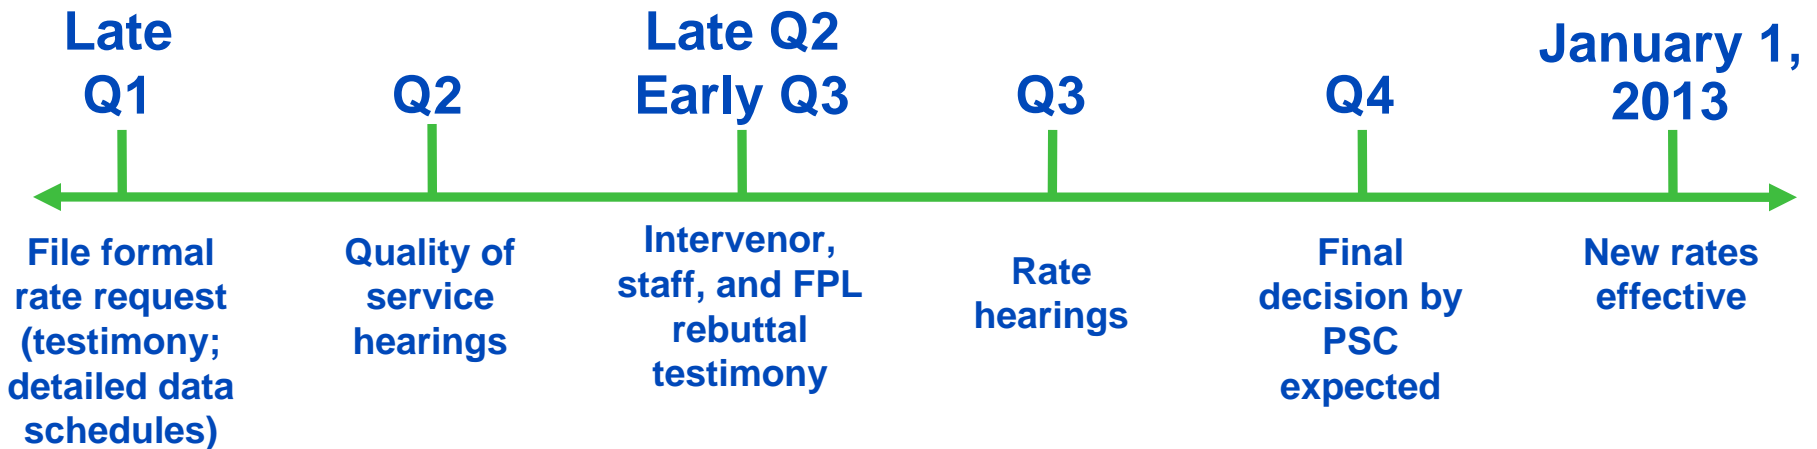 Late
Q1
Q2
Late Q2
Early Q3
Q3
Q4
January 1,
2013
File formal
rate request
(testimony;
detailed data
schedules)
Quality of
service
hearings
Intervenor,
staff, and FPL
rebuttal
testimony
Rate
hearings
Final
decision by
PSC
expected
New rates
effective